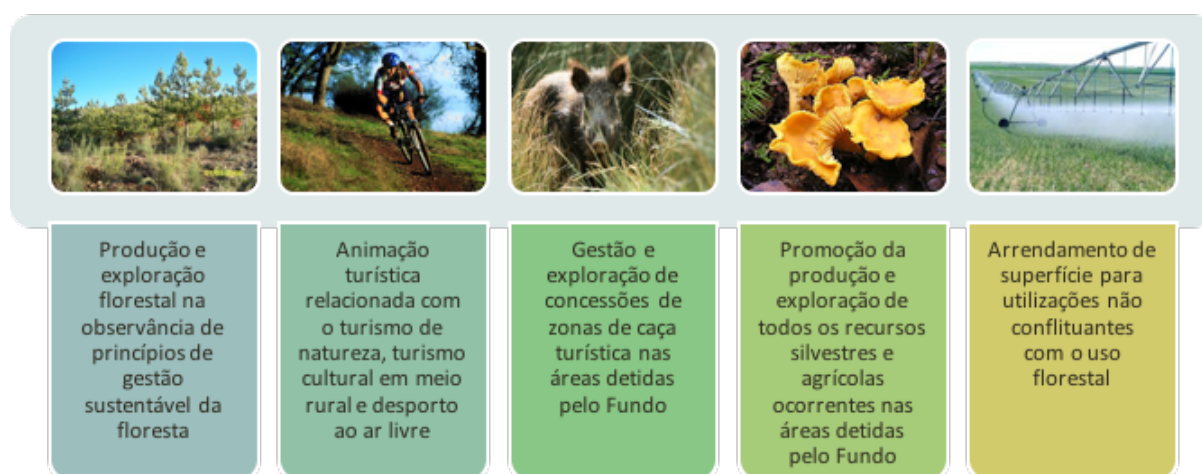 Produção e
exploração
florestal na
observância de
princípios de
gestão
sustentável da
floresta
Animação
turística
relacionada com
o turismo de
natureza, turismo
cultural em meio
rural e desporto
ao ar livre
Gestão e
exploração de
concessões de
zonas de caça
turística nas
áreas detidas
pelo Fundo
Promoção da
produção e
exploração de
todos os recursos
silvestres e
agrícolas
ocorrentes nas
áreas detidas
pelo Fundo
Arrendamento de
superfície para
utilizações não
conflituantes
com o uso
florestal